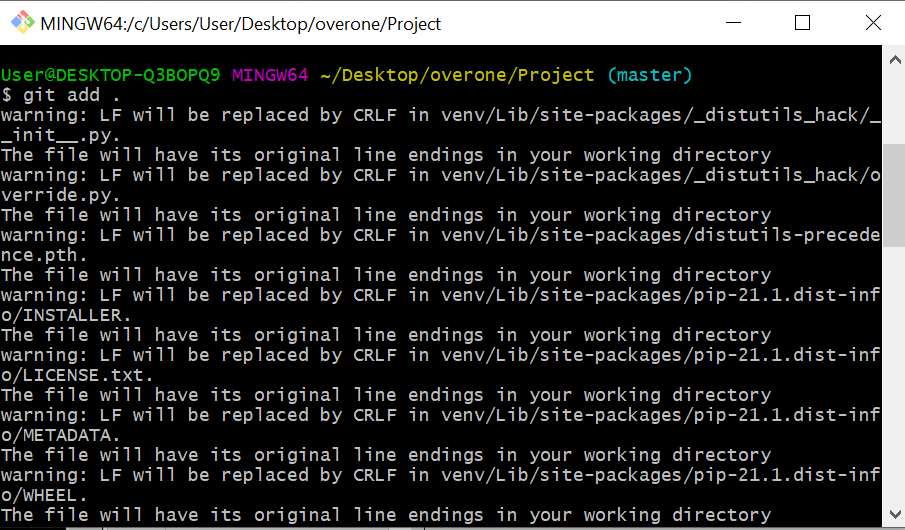 MINGW64:/c/Users/User/Desktop/overone/Project
User@DESKTOP-Q3BOPQ9 MINGW64 ~/Desktop/overone/Project (master)
$ git add .
warning: LF will be replaced by CRLF in venv/Lib/site-packages/_distutils_hack/_
_init__.py.
The file will have its original line endings in your working directory
warning: LF will be replaced by CRLF in venv/Lib/site-packages/_distutils_hack/o
verride.py.
The file will have its original line endings in your working directory
warning: LF will be replaced by CRLF in venv/Lib/site-packages/distutils-precede
nce.pth.
The file will have its original line endings in your working directory
warning: LF will be replaced by CRLF in venv/Lib/site-packages/pip-21.1.dist-inf
o/INSTALLER.
The file will have its original line endings in your working directory
warning: LF will be replaced by CRLF in venv/Lib/site-packages/pip-21.1.dist-inf
o/LICENSE.txt.
The file will have its original line endings in your working directory
warning: LF will be replaced by CRLF in venv/Lib/site-packages/pip-21.1.dist-inf
o/METADATA.
The file will have its original line endings in your working directory
warning: LF will be replaced by CRLF in venv/Lib/site-packages/pip-21.1.dist-inf
o/WHEEL.
The file will have its original line endings in your working directory